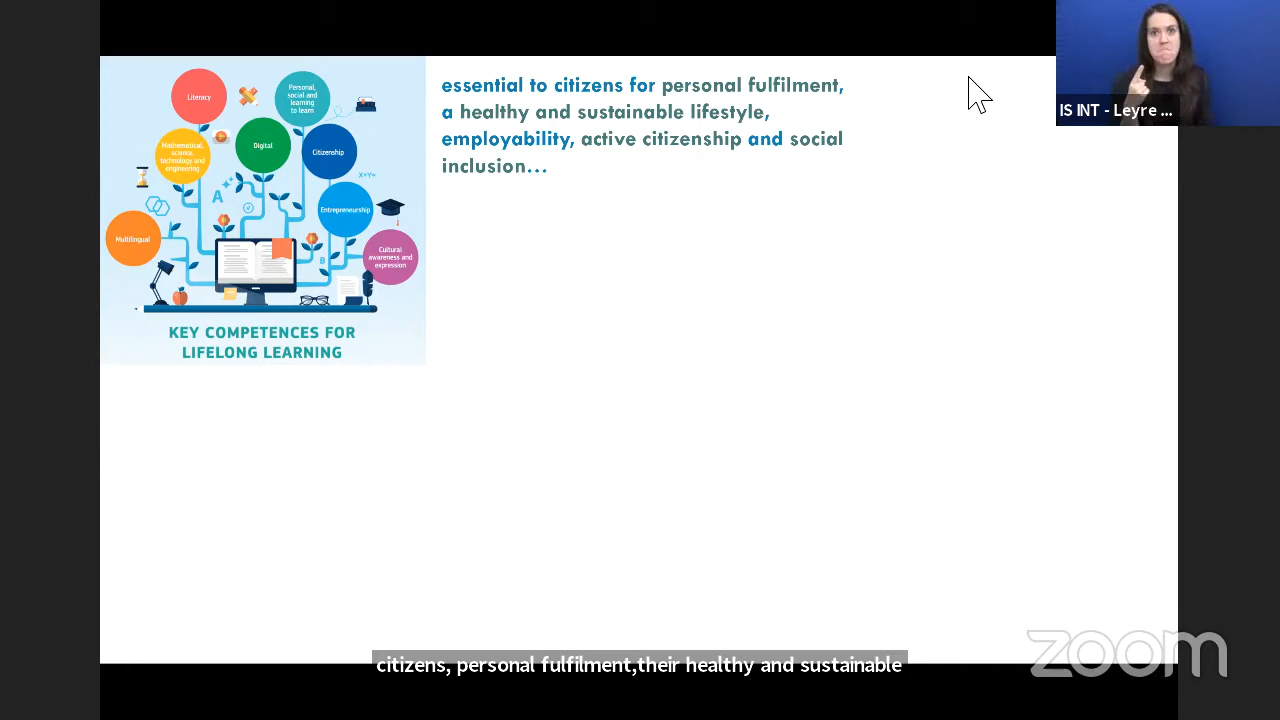 Literacy
Personal,
social and
learning
to learn
Mathematical,
science,
technology and
engineering
Digital
Citizenship
X+Y=
A
Entrepreneurship
Multilingual
B
Cultural
awareness and
expression
KEY COMPETENCES FOR
LIFELONG LEARNING
essential to citizens for personal fulfilment,
a healthy and sustainable lifestyle,
employability, active citizenship and social
inclusion...
IS INT - Leyre ...
citizens, personal fulfilment,their healthy and sustainable
zoom